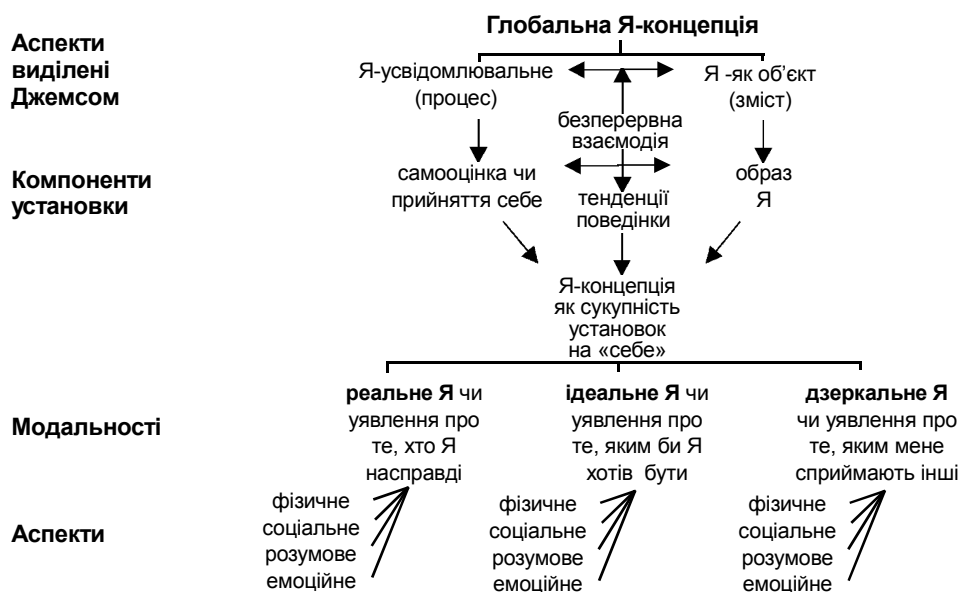 Глобальна Я-концепція
Аспекти
виділені
Джемсом
Я-усвідомлювальне
(процес)
Я -як об’єкт
(зміст)
безперервна
взаємодія
Компоненти
установки
самооцінка чи
прийняття себе
тенденції
поведінки
образ
Я
Я-концепція
як сукупність
установок
на «себе»
Модальності
реальне Я чи
уявлення про
те, хто Я
насправді
ідеальне Я чи
уявлення про
те, яким би Я
хотів бути
дзеркальне Я
чи уявлення про
те, яким мене
сприймають інші
Аспекти
фізичне
соціальне
розумове
емоційне
фізичне
соціальне
розумове
емоційне
фізичне
соціальне
розумове
емоційне